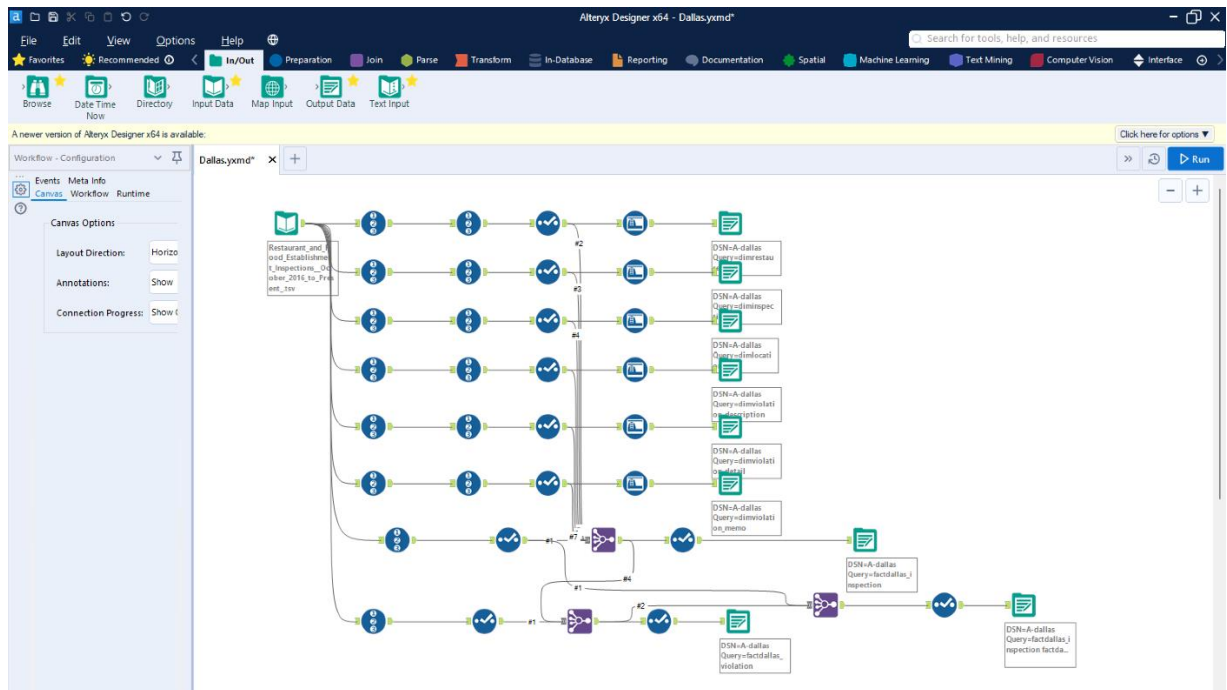 Alteryx Designer x64 - Dallas.yxmd*
File Edit View Options Help
Search for tools, help, and resources
Favorites Recommended In/Out Preparation Join Parse Transform In-Database Reporting Documentation Spatial Machine Learning Text Mining Computer Vision Interface
Browse Date Time Now Directory Input Data Map Input Output Data Text Input
A newer version of Alteryx Designer x64 is available:
Click here for options
Workflow - Configuration
Dallas.yxmd*
Run
Events Meta Info
Canvas Workflow Runtime
Canvas Options
Layout Direction: Horizo
Annotations: Show
Connection Progress: Show
Restaurant_and_F
ood_Establishme
t_Inspections__Oc
ober_2016_to_Pres
ent_.tsv
#2
DSN=A-dallas
Query=dimrestau
#3
DSN=A-dallas
Query=diminspec
#4
DSN=A-dallas
Query=dimlocati
DSN=A-dallas
Query=dimviolati
on_description
DSN=A-dallas
Query=dimviolati
on_detail
DSN=A-dallas
Query=dimviolati
on_memo
#1
#7
DSN=A-dallas
Query=factdallas_i
nspection
#4
#1
#2
#1
DSN=A-dallas
Query=factdallas_
violation
DSN=A-dallas
Query=factdallas_i
nspection factda...